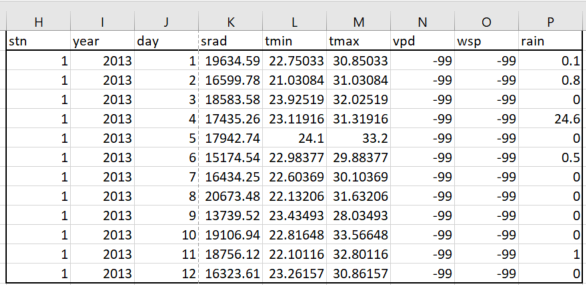 H I J K L M N O P
stn year day srad tmin tmax vpd wsp rain
1 2013 1 19634.59 22.75033 30.85033 -99 -99 0.1
1 2013 2 16599.78 21.03084 31.03084 -99 -99 0.8
1 2013 3 18583.58 23.92519 32.02519 -99 -99 0
1 2013 4 17435.26 23.11916 31.31916 -99 -99 24.6
1 2013 5 17942.74 24.1 33.2 -99 -99 0
1 2013 6 15174.54 22.98377 29.88377 -99 -99 0.5
1 2013 7 16434.25 22.60369 30.10369 -99 -99 0
1 2013 8 20673.48 22.13206 31.63206 -99 -99 0
1 2013 9 13739.52 23.43493 28.03493 -99 -99 0
1 2013 10 19106.94 22.81648 33.56648 -99 -99 0
1 2013 11 18756.12 22.10116 32.80116 -99 -99 1
1 2013 12 16323.61 23.26157 30.86157 -99 -99 0